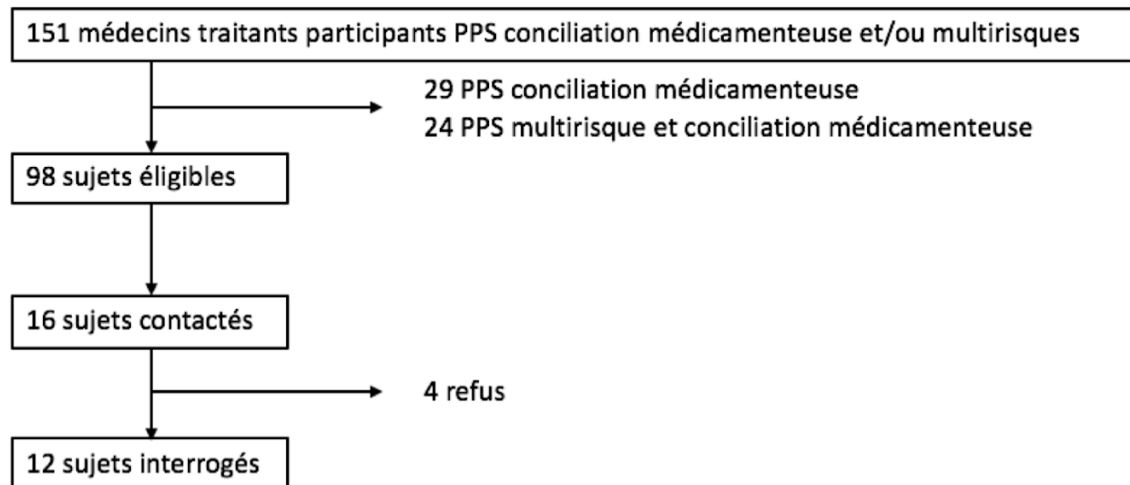 151 médecins traitants participants PPS conciliation médicamenteuse et/ou multirisques
29 PPS conciliation médicamenteuse
24 PPS multirisque et conciliation médicamenteuse
98 sujets éligibles
16 sujets contactés
4 refus
12 sujets interrogés